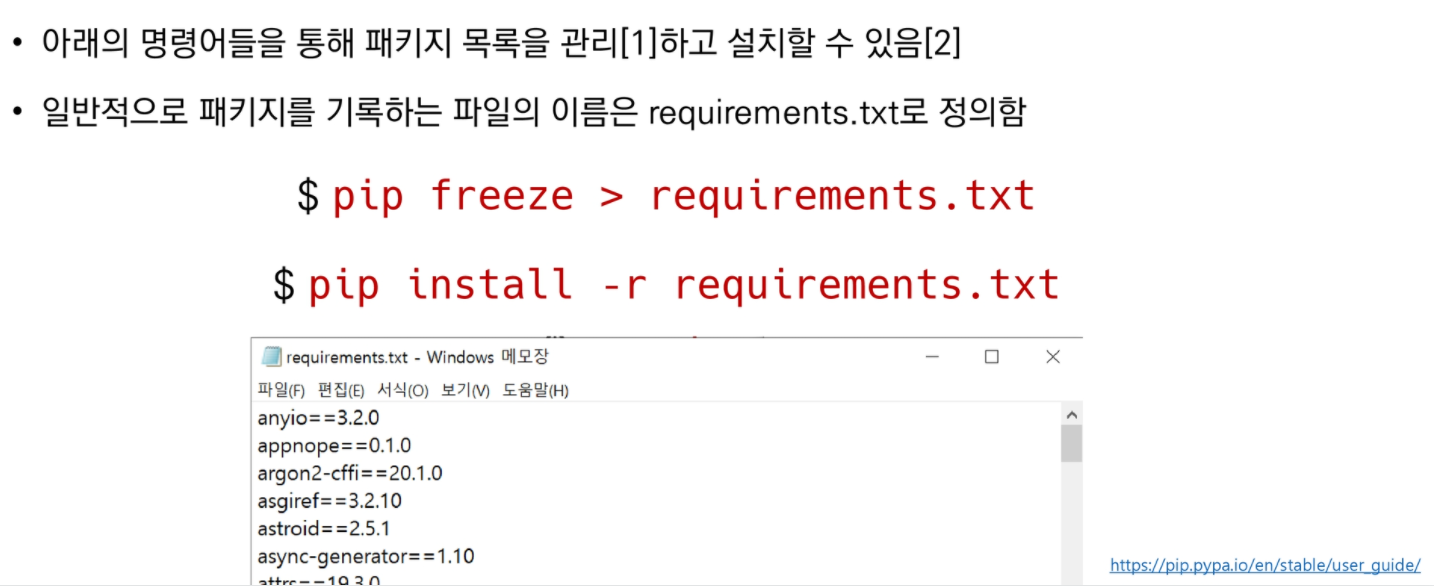 • 아래의 명령어들을 통해 패키지 목록을 관리[1]하고 설치할 수 있음[2]
• 일반적으로 패키지를 기록하는 파일의 이름은 requirements.txt로 정의함
$ pip freeze > requirements.txt
$ pip install -r requirements.txt
requirements.txt - Windows 메모장
파일(F) 편집(E) 서식(O) 보기(V) 도움말(H)
anyio==3.2.0
appnope==0.1.0
argon2-cffi==20.1.0
asgiref==3.2.10
astroid==2.5.1
async-generator==1.10
attrs==19.3.0
https://pip.pypa.io/en/stable/user_guide/